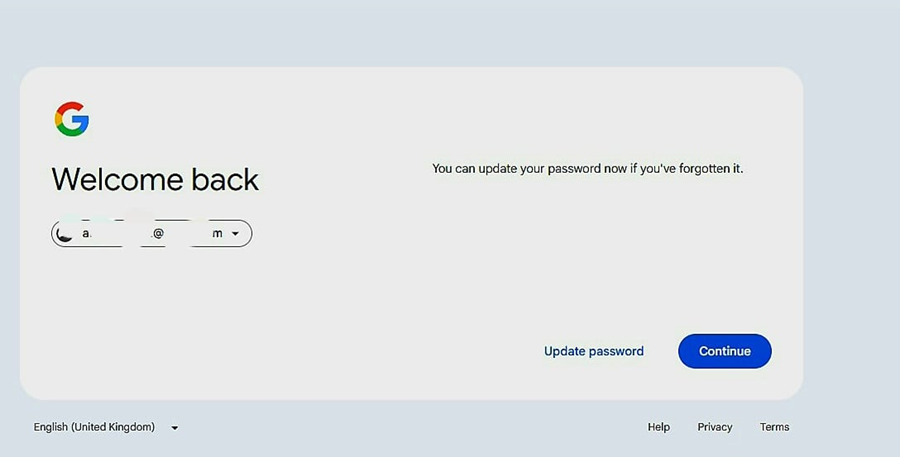 Welcome back
You can update your password now if you've forgotten it.
a. .@ m
Update password
Continue
English (United Kingdom)
Help Privacy Terms